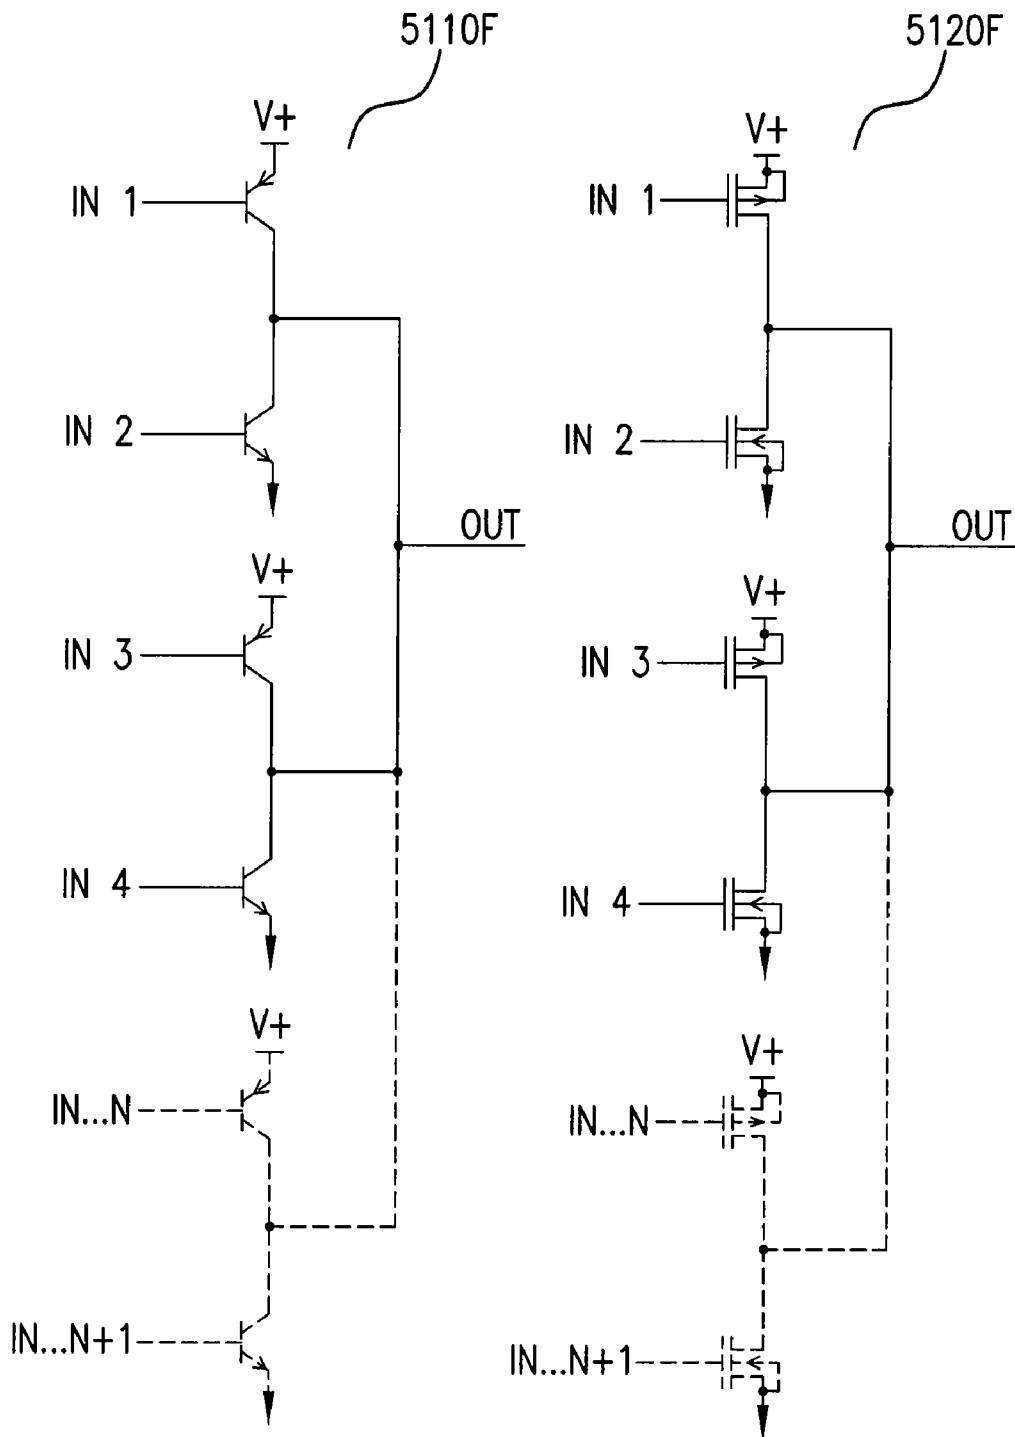 5110F
V+
IN 1
IN 2
OUT
V+
IN 3
IN 4
V+
IN...N
IN...N+1
5120F
V+
IN 1
IN 2
OUT
V+
IN 3
IN 4
V+
IN...N
IN...N+1